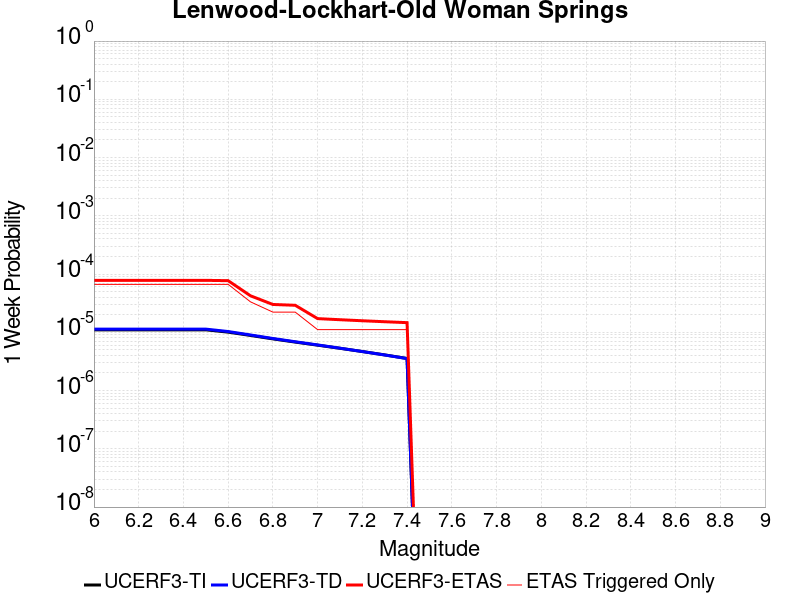 Lenwood-Lockhart-Old Woman Springs
1 Week Probability
10^0
10^-1
10^-2
10^-3
10^-4
10^-5
10^-6
10^-7
10^-8
6 6.2 6.4 6.6 6.8 7 7.2 7.4 7.6 7.8 8 8.2 8.4 8.6 8.8 9
Magnitude
UCERF3-TI UCERF3-TD UCERF3-ETAS ETAS Triggered Only